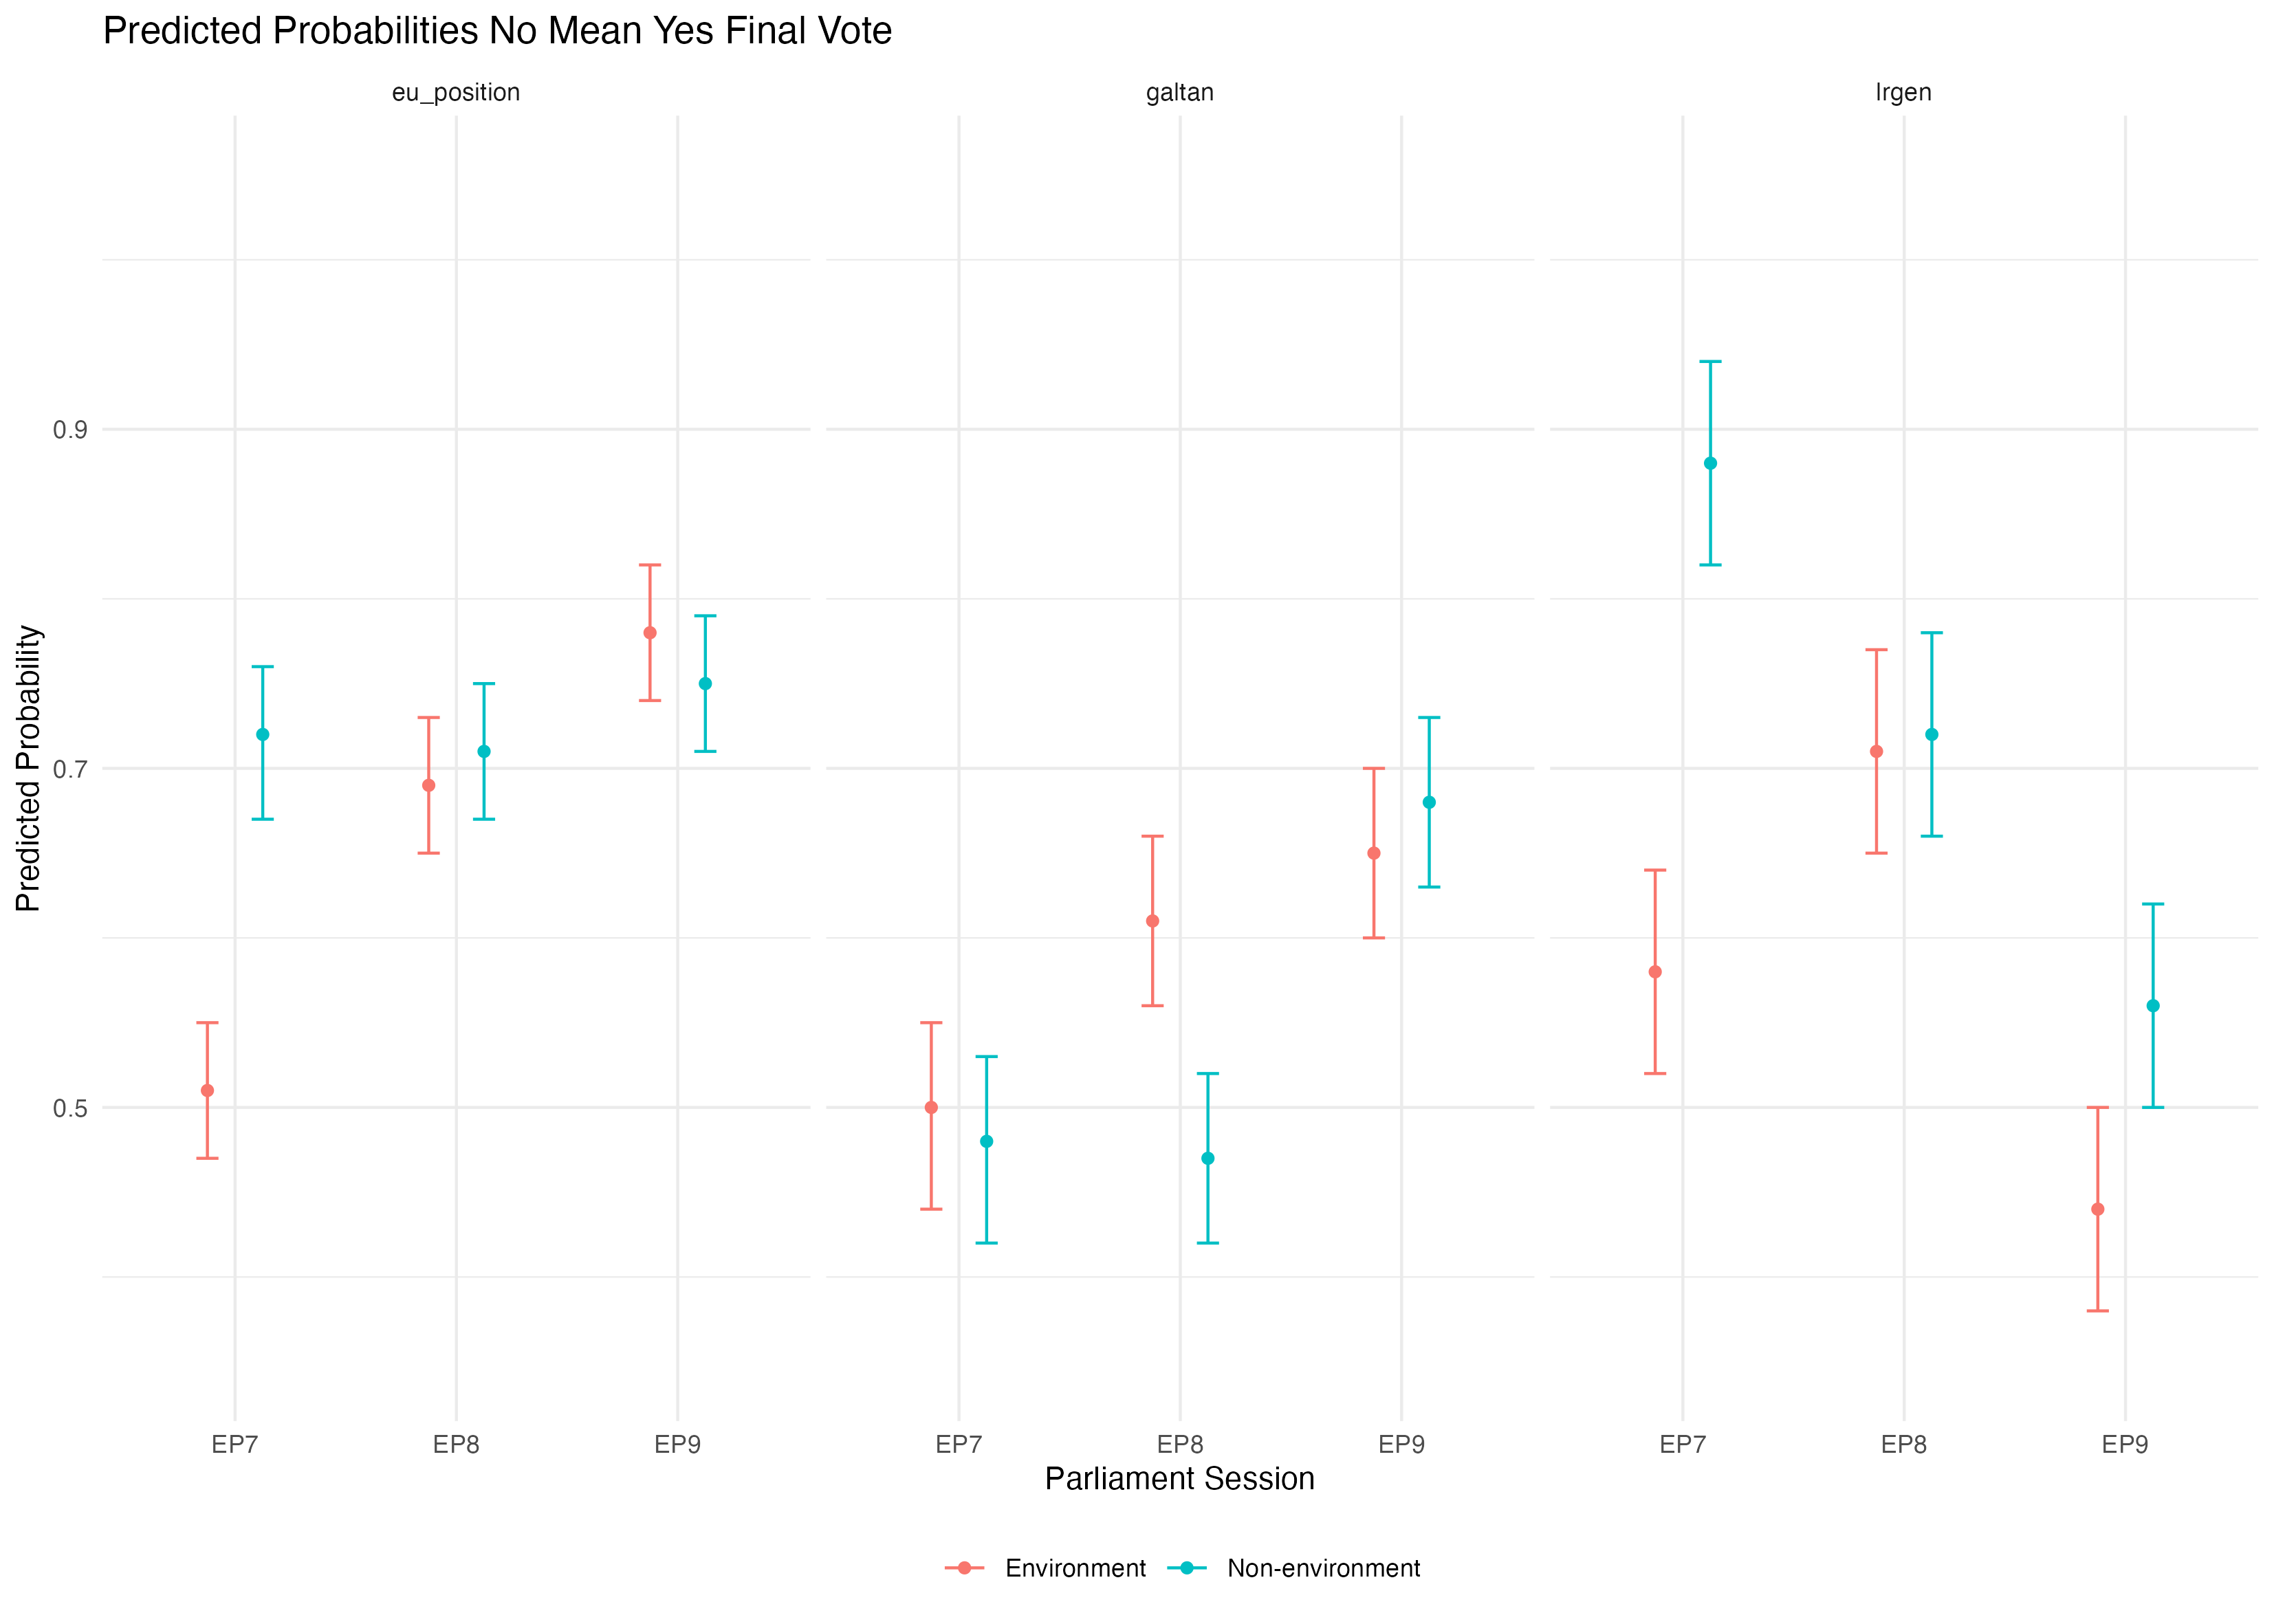 Predicted Probabilities No Mean Yes Final Vote
eu_position
galtan
lrgen
0.9
0.7
0.5
Predicted Probability
EP7 EP8 EP9
EP7 EP8 EP9
EP7 EP8 EP9
Parliament Session
Environment
Non-environment